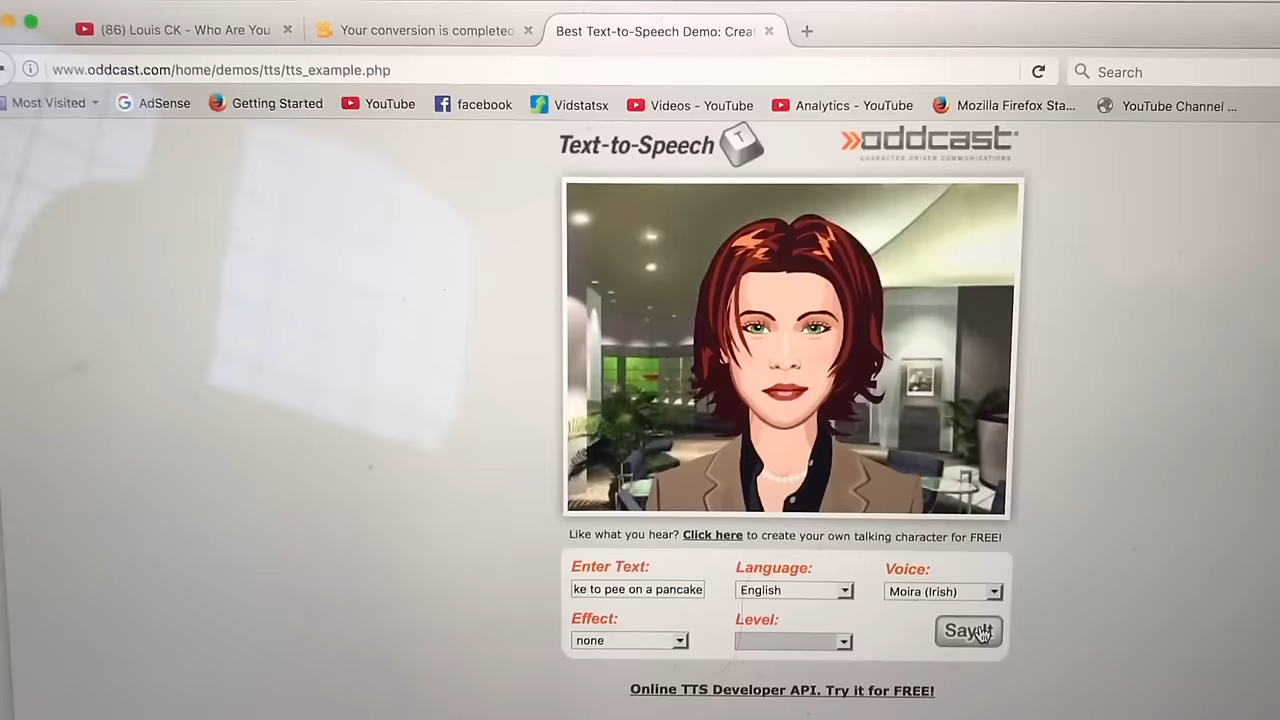 (86) Louis CK - Who Are You
Your conversion is completed
Best Text-to-Speech Demo: Crea
www.oddcast.com/home/demos/tts/tts_example.php
Search
Most Visited
AdSense
Getting Started
YouTube
facebook
Vidstatsx
Videos - YouTube
Analytics - YouTube
Mozilla Firefox Sta...
YouTube Channel ...
Text-to-Speech T
oddcast
CHARACTER DRIVEN COMMUNICATIONS
Like what you hear? Click here to create your own talking character for FREE!
Enter Text: Language: Voice:
ke to pee on a pancake English Moira (Irish)
Effect: Level:
none
Say It
Online TTS Developer API. Try it for FREE!